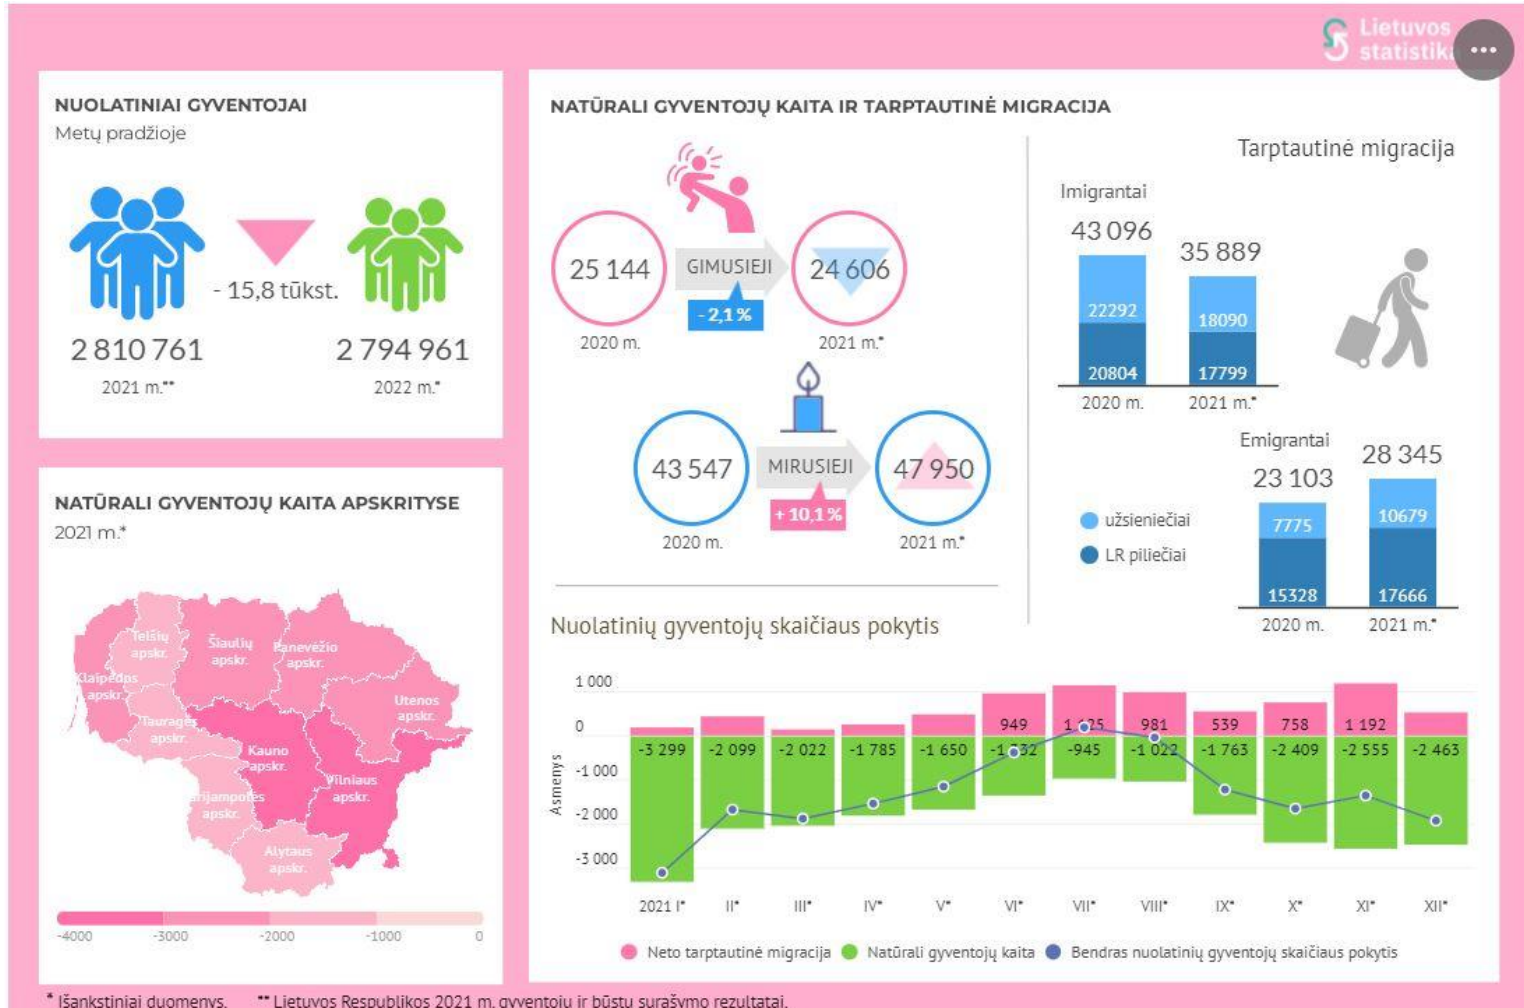 Lietuvos
statistika
NUOLATINIAI GYVENTOJAI
Metų pradžioje
- 15,8 tūkst.
2 810 761
2 794 961
2021 m.**
2022 m.*
NATŪRALI GYVENTOJŲ KAITA APSKRITYSE
2021 m.*
Telšių
apskr.
Šiaulių
apskr.
Panevėžio
apskr.
Klaipėdos
apskr.
Utenos
apskr.
Tauragės
apskr.
Kauno
apskr.
Vilniaus
apskr.
arijampolės
apskr.
Alytaus
apskr.
-4000 -3000 -2000 -1000 0
NATŪRALI GYVENTOJŲ KAITA IR TARPTAUTINĖ MIGRACIJA
25 144
GIMUSIEJI
24 606
- 2,1 %
2020 m.
2021 m.*
43 547
MIRUSIEJI
47 950
+ 10,1 %
2020 m.
2021 m.*
Tarptautinė migracija
Imigrantai
43 096
35 889
22292
18090
20804
17799
2020 m.
2021 m.*
Emigrantai
23 103
28 345
užsieniečiai
LR piliečiai
7775
10679
15328
17666
2020 m.
2021 m.*
Nuolatinių gyventojų skaičiaus pokytis
Asmenys
1 000
0
-1 000
-2 000
-3 000
949 981 539 758 1 192
-3 299 -2 099 -2 022 -1 785 -1 650 -945 -1 022 -1 763 -2 409 -2 555 -2 463
2021 I* II* III* IV* V* VI* VII* VIII* IX* X* XI* XII*
Neto tarptautinė migracija Natūrali gyventojų kaita Bendras nuolatinių gyventojų skaičiaus pokytis
* Išankstiniai duomenys. ** Lietuvos Respublikos 2021 m. gyventojų ir būstų surašymo rezultatai.